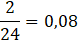 2/24 = 0,08